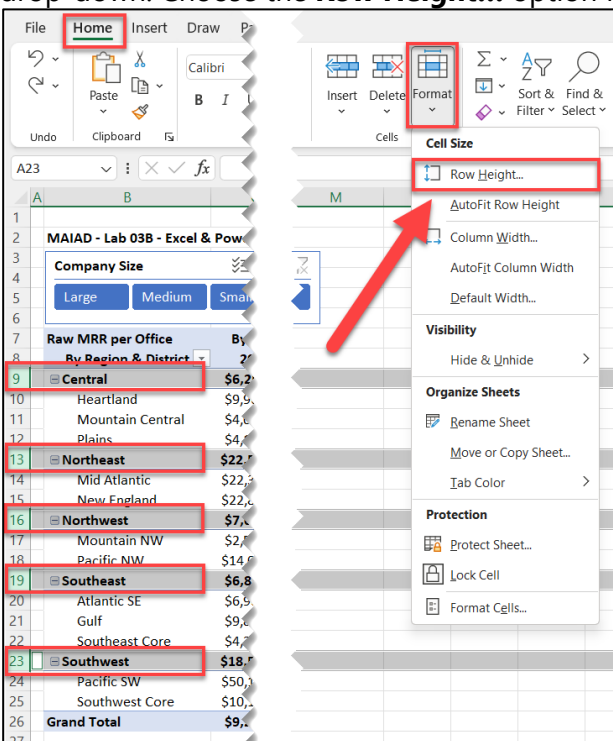 drop-down. Choose the Row Height... option
File Home Insert Draw
Paste
Calibri
B I U
Undo Clipboard
Insert Delete Format
Cells
Sort & Filter
Find & Select
A23
fx
A B M
1
2 MAIAD - Lab 03B - Excel &
3 Company Size
4
5 Large Medium
6
7 Raw MRR per Office By
8 By Region & District
9 Central
10 Heartland
11 Mountain Central
12 Plains
13 Northeast
14 Mid Atlantic
15 New England
16 Northwest
17 Mountain NW
18 Pacific NW
19 Southeast
20 Atlantic SE
21 Gulf
22 Southeast Core
23 Southwest
24 Pacific SW
25 Southwest Core
26 Grand Total
27
Cell Size
Row Height...
AutoFit Row Height
Column Width...
AutoFit Column Width
Default Width...
Visibility
Hide & Unhide
Organize Sheets
Rename Sheet
Move or Copy Sheet...
Tab Color
Protection
Protect Sheet...
Lock Cell
Format Cells...